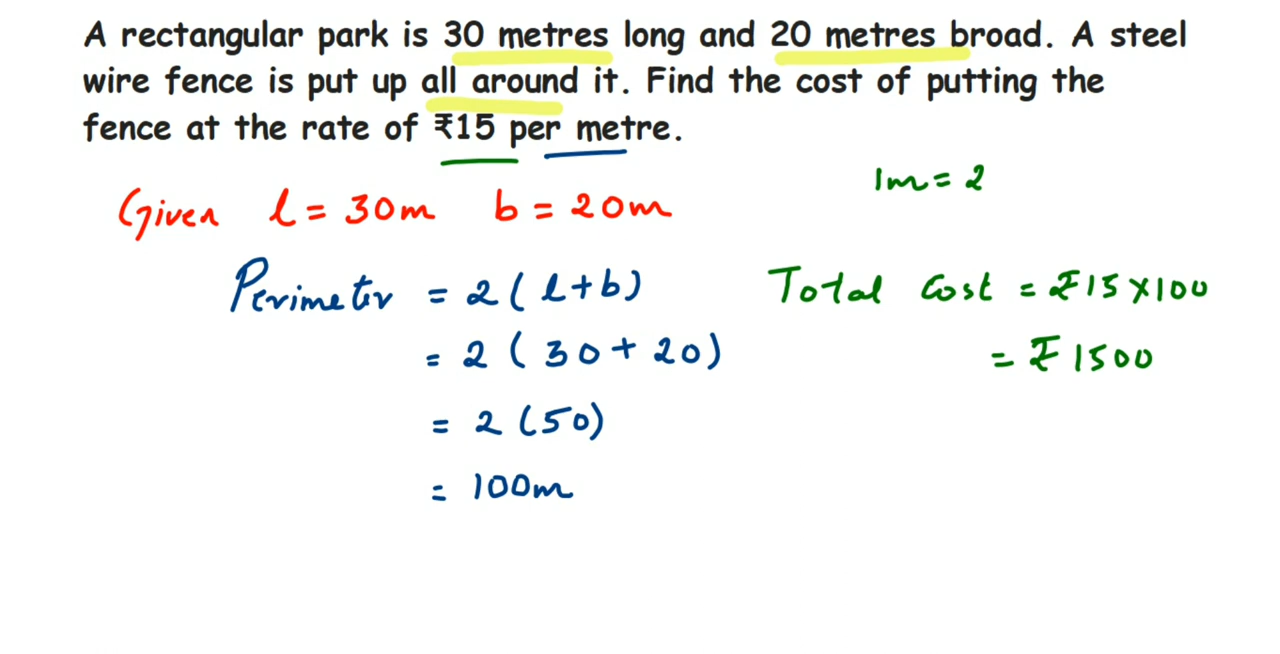 A rectangular park is 30 metres long and 20 metres broad. A steel
wire fence is put up all around it. Find the cost of putting the
fence at the rate of ₹15 per metre.
1m = 2
Given l = 30m b = 20m
Perimeter = 2 ( l + b )
= 2 ( 30 + 20 )
= 2 (50)
= 100m
Total Cost = ₹15 × 100
= ₹ 1500